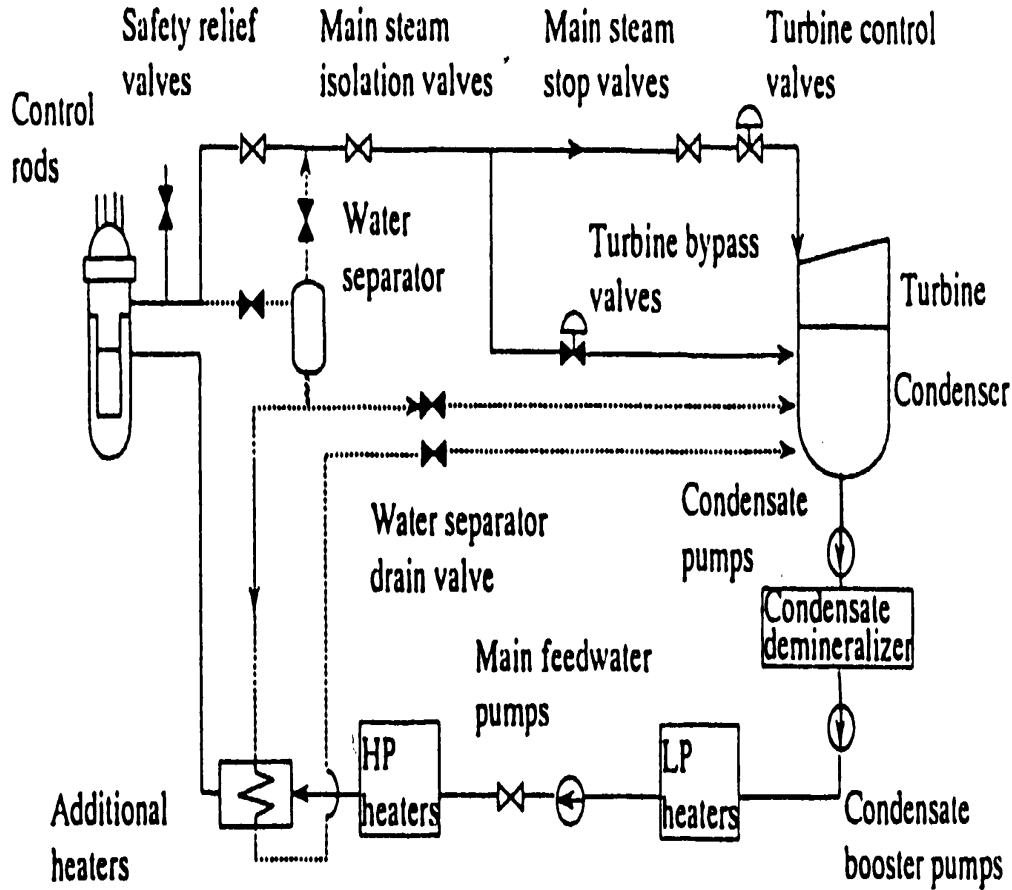 Safety relief
valves
Main steam
isolation valves
Main steam
stop valves
Turbine control
valves
Control
rods
Water
separator
Turbine bypass
valves
Turbine
Condenser
Water separator
drain valve
Condensate
pumps
Condensate
demineralizer
Main feedwater
pumps
HP
heaters
LP
heaters
Additional
heaters
Condensate
booster pumps